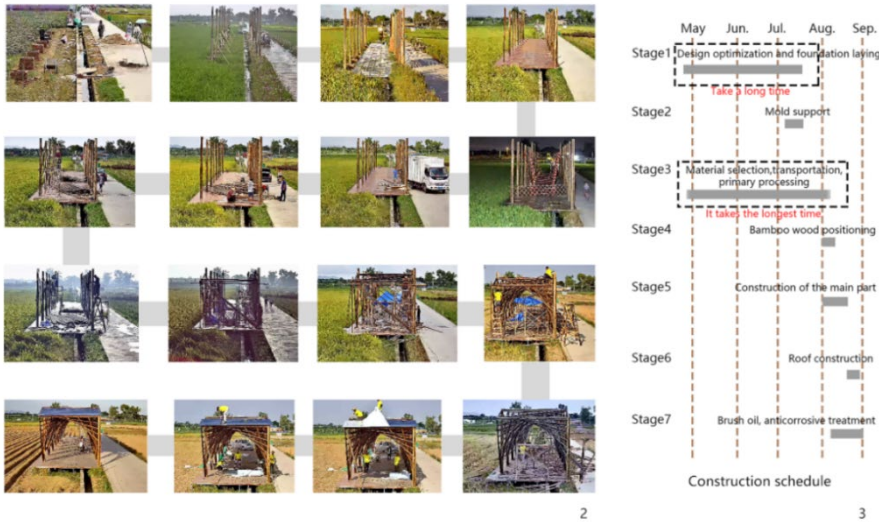 May Jun. Jul. Aug. Sep.
Stage1 Design optimization and foundation laying
Take a long time
Stage2 Mold support
Stage3 Material selection,transportation,
primary processing
It takes the longest time
Stage4 Bamboo wood positioning
Stage5 Construction of the main part
Stage6 Roof construction
Stage7 Brush oil, anticorrosive treatment
Construction schedule
2 3